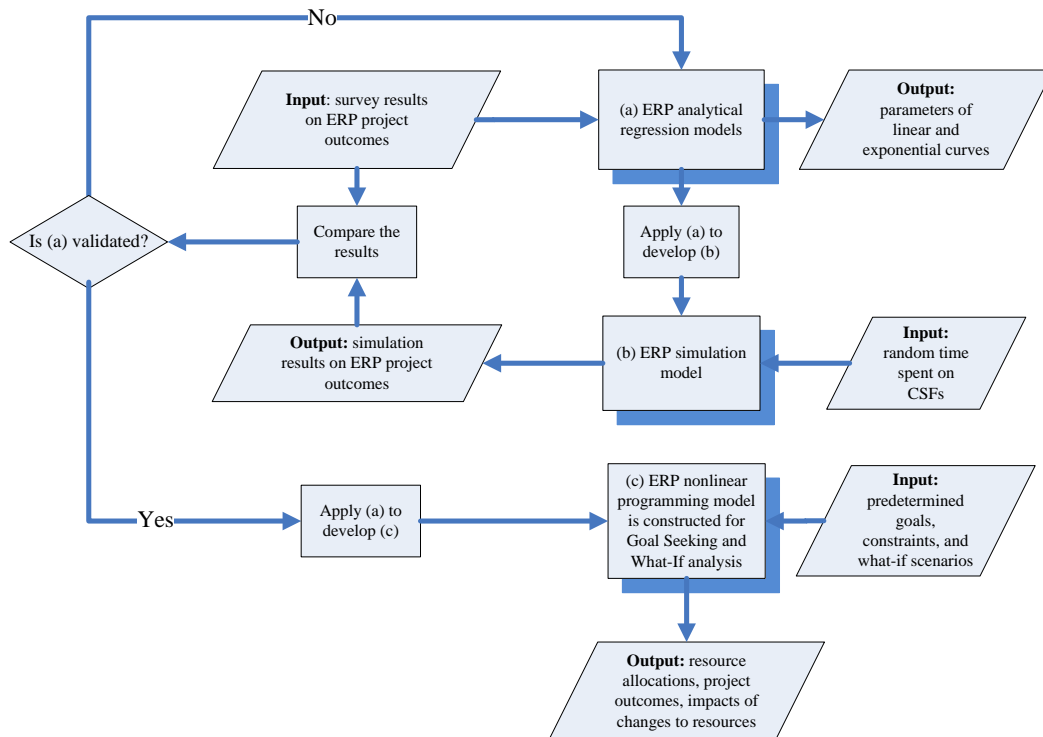 No
Input: survey results
on ERP project
outcomes
(a) ERP analytical
regression models
Output:
parameters of
linear and
exponential curves
Is (a) validated?
Compare the
results
Apply (a) to
develop (b)
Output: simulation
results on ERP project
outcomes
(b) ERP simulation
model
Input:
random time
spent on
CSFs
Yes
Apply (a) to
develop (c)
(c) ERP nonlinear
programming model
is constructed for
Goal Seeking and
What-If analysis
Input:
predetermined
goals,
constraints, and
what-if scenarios
Output: resource
allocations, project
outcomes, impacts of
changes to resources